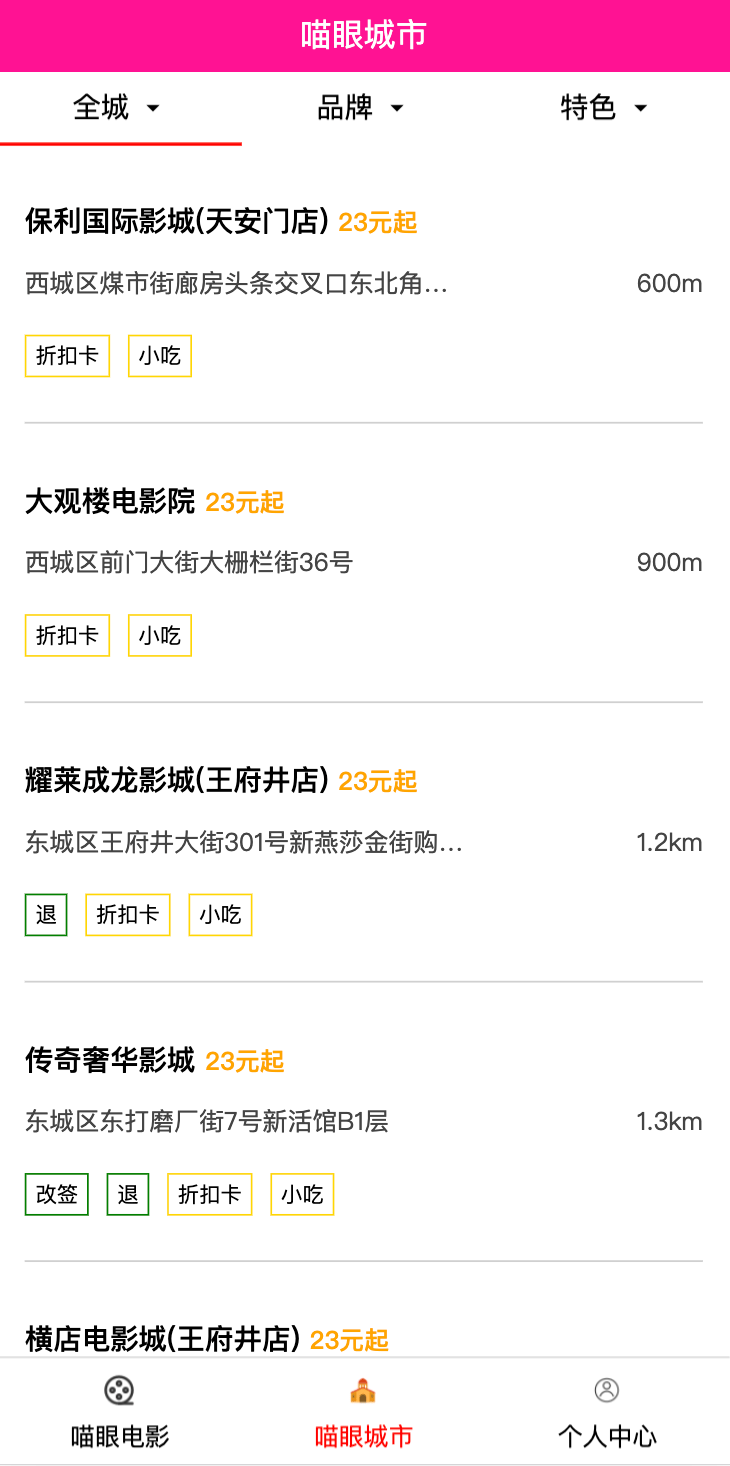 喵眼城市
全城 品牌 特色
保利国际影城(天安门店) 23元起
西城区煤市街廊房头条交叉口东北角... 600m
折扣卡 小吃
大观楼电影院 23元起
西城区前门大街大栅栏街36号 900m
折扣卡 小吃
耀莱成龙影城(王府井店) 23元起
东城区王府井大街301号新燕莎金街购... 1.2km
退 折扣卡 小吃
传奇奢华影城 23元起
东城区东打磨厂街7号新活馆B1层 1.3km
改签 退 折扣卡 小吃
横店电影城(王府井店) 23元起
喵眼电影 喵眼城市 个人中心